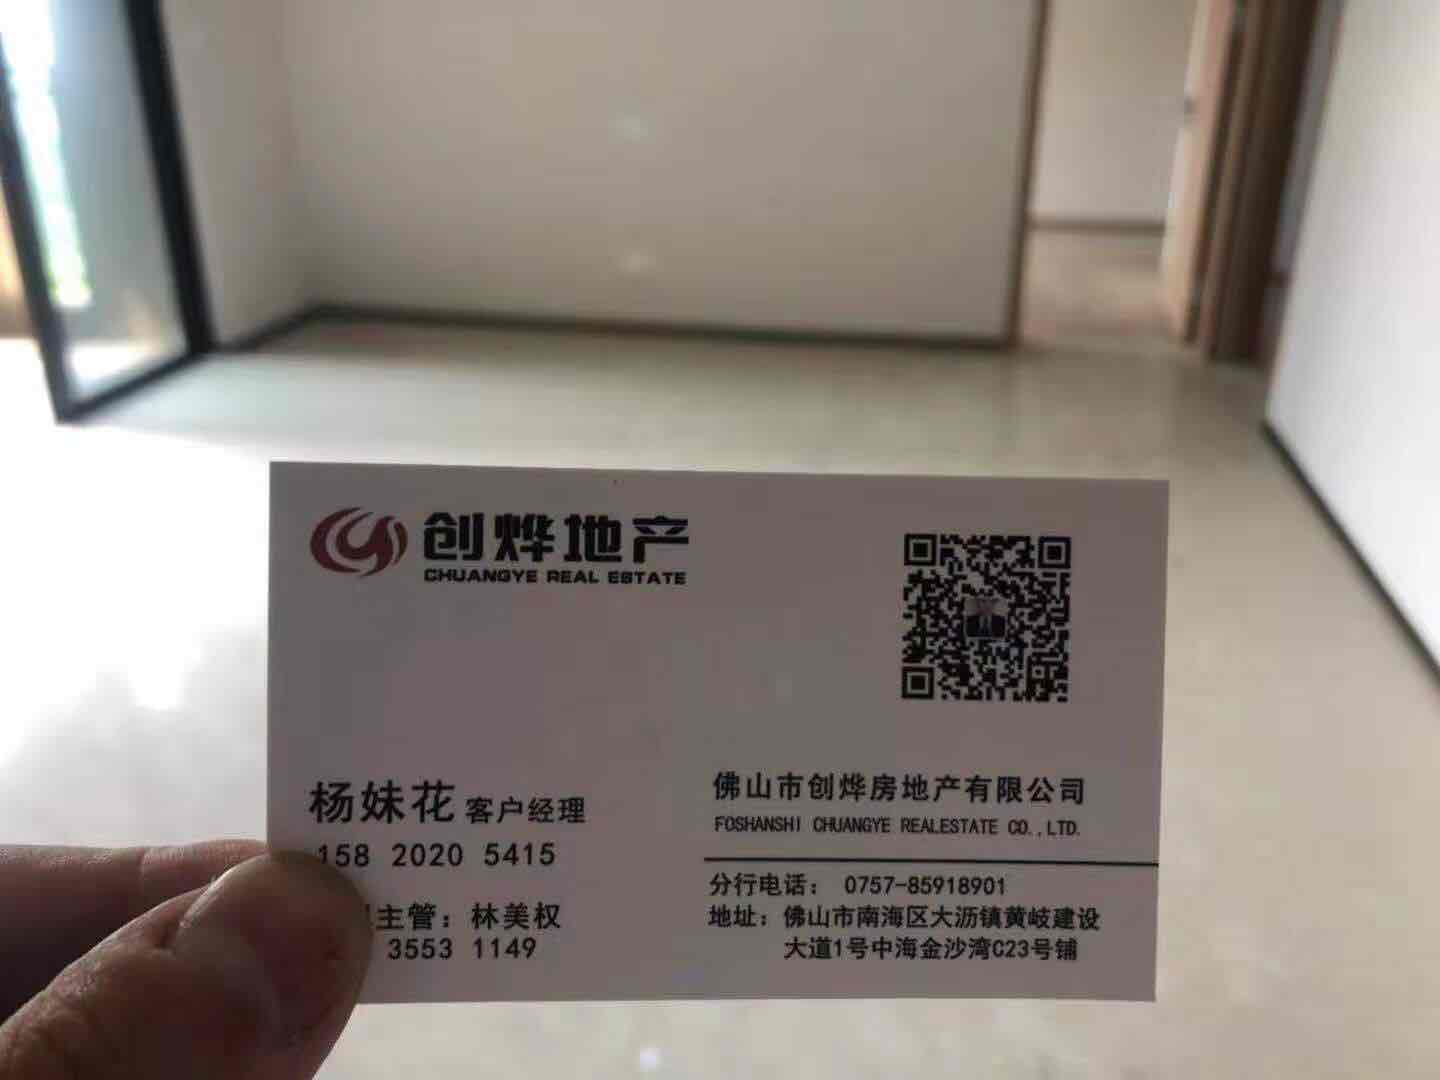 创烨地产
CHUANGYE REAL ESTATE
杨妹花 客户经理
158 2020 5415
主管：林美权
3553 1149
佛山市创烨房地产有限公司
FOSHANSHI CHUANGYE REALESTATE CO.,LTD.
分行电话： 0757-85918901
地址：佛山市南海区大沥镇黄岐建设
大道1号中海金沙湾C23号铺